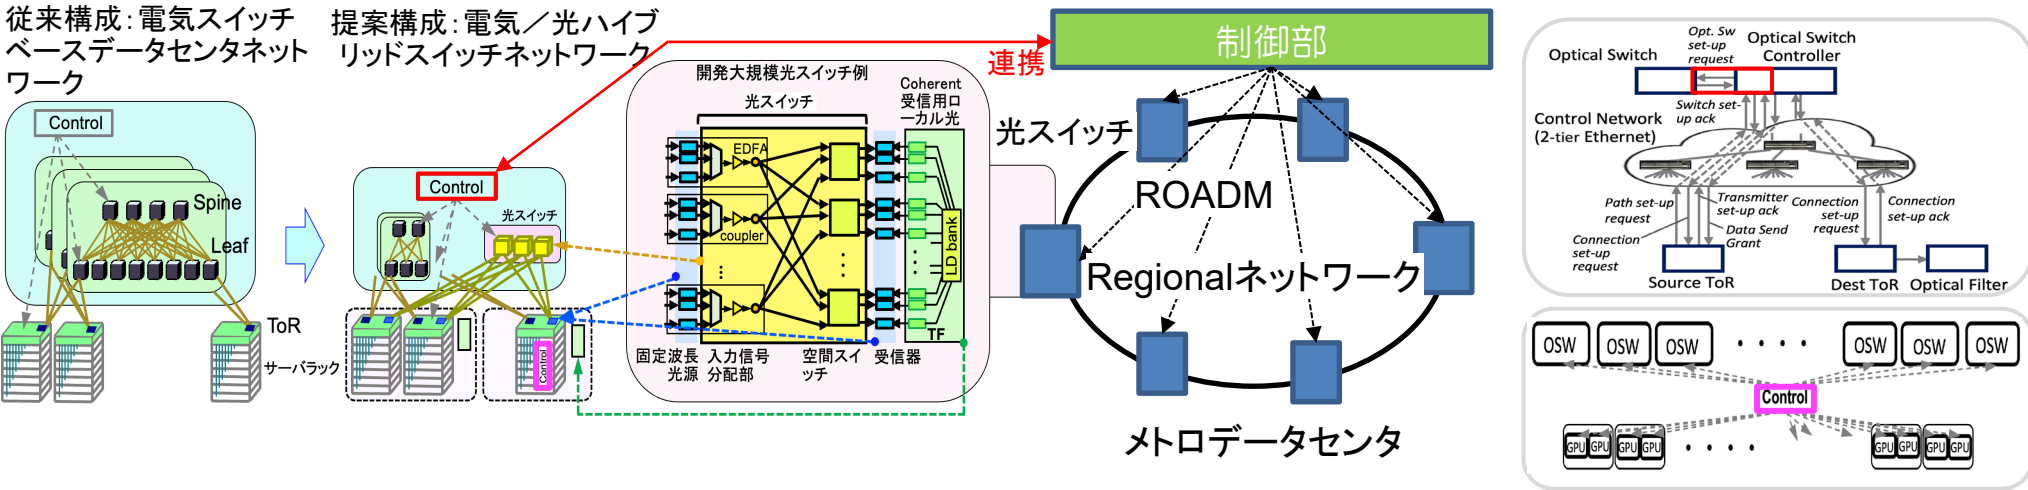 従来構成：電気スイッチ
ベースデータセンタネット
ワーク
Control
Spine
Leaf
ToR
サーバラック
提案構成：電気／光ハイブ
リッドスイッチネットワーク
Control
光スイッチ
Control
連携
開発大規模光スイッチ例
光スイッチ
Coherent
受信用ロ
ーカル光
EDFA
coupler
LD bank
TF
固定波長
光源
入力信号
分配部
空間スイ
ッチ
受信器
制御部
光スイッチ
ROADM
Regionalネットワーク
メトロデータセンタ
Optical Switch
Opt. Sw
set-up
request
Optical Switch
Controller
Switch set-
up ack
Control Network
(2-tier Ethernet)
Path set-up
request
Transmitter
set-up ack
Connection
set-up
request
Connection
set-up ack
Connection
set-up
request
Data Send
Grant
Source ToR
Dest ToR
Optical Filter
OSW
OSW
OSW
OSW
OSW
OSW
Control
GPU
GPU
GPU
GPU
GPU
GPU
GPU
GPU